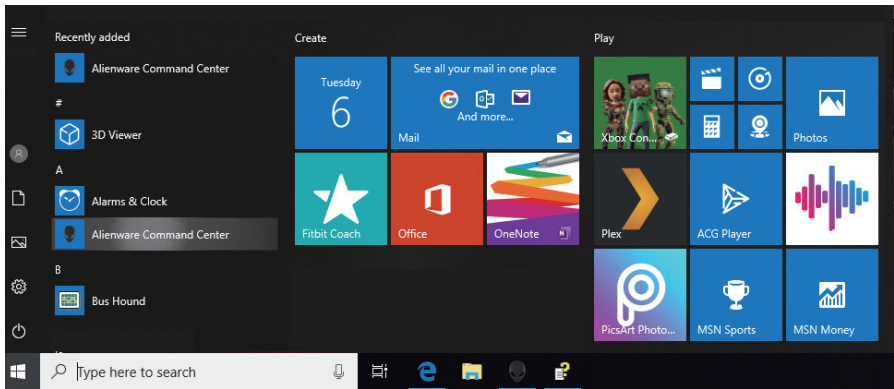 Recently added
Alienware Command Center
#
3D Viewer
A
Alarms & Clock
Alienware Command Center
B
Bus Hound
Create
Tuesday
6
See all your mail in one place
And more...
Mail
Fitbit Coach
Office
OneNote
Play
Xbox Con...
Photos
Plex
ACG Player
PicsArt Photo...
MSN Sports
MSN Money
Type here to search